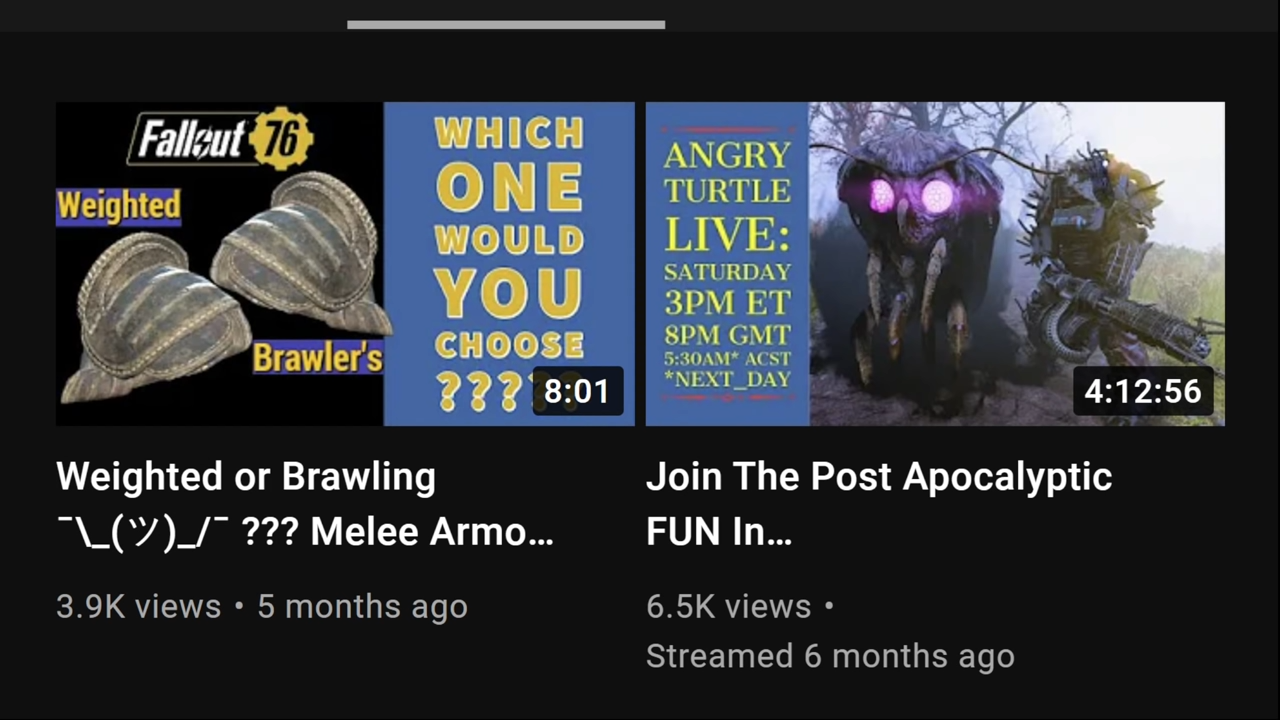 Fallout 76
Weighted
Brawler's
WHICH
ONE
WOULD
YOU
CHOOSE
????
8:01
ANGRY
TURTLE
LIVE:
SATURDAY
3PM ET
8PM GMT
5:30AM* ACST
*NEXT_DAY
4:12:56
Weighted or Brawling
¯\_(ツ)_/¯ ??? Melee Armo…
3.9K views • 5 months ago
Join The Post Apocalyptic
FUN In…
6.5K views •
Streamed 6 months ago